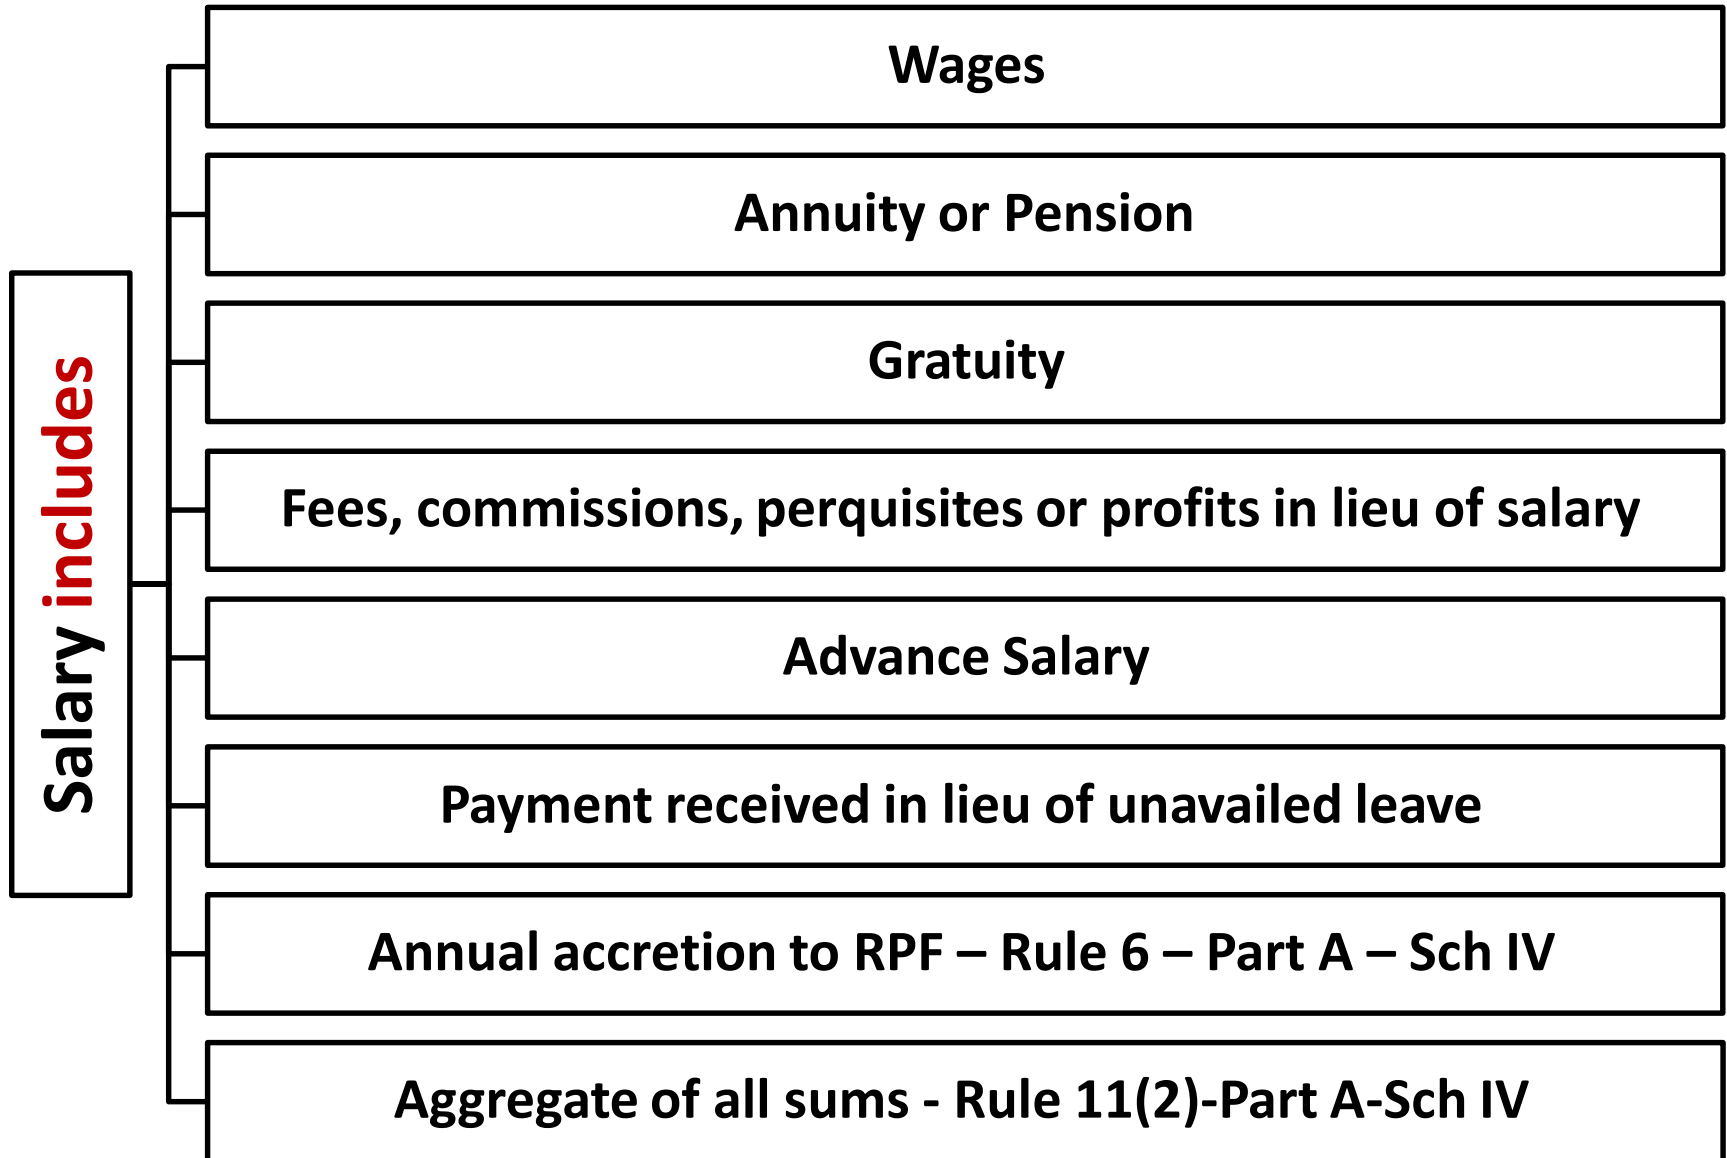 Salary includes
Wages
Annuity or Pension
Gratuity
Fees, commissions, perquisites or profits in lieu of salary
Advance Salary
Payment received in lieu of unavailed leave
Annual accretion to RPF – Rule 6 – Part A – Sch IV
Aggregate of all sums - Rule 11(2)-Part A-Sch IV